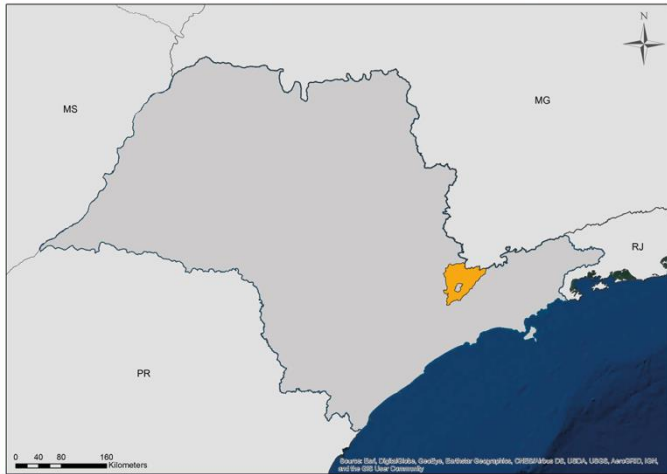 N
MS
MG
RJ
PR
0 40 80 160
Kilometers
Source: Esri, DigitalGlobe, GeoEye, Earthstar Geographics, CNES/Airbus DS, USDA, USGS, AeroGRID, IGN,
and the GIS User Community